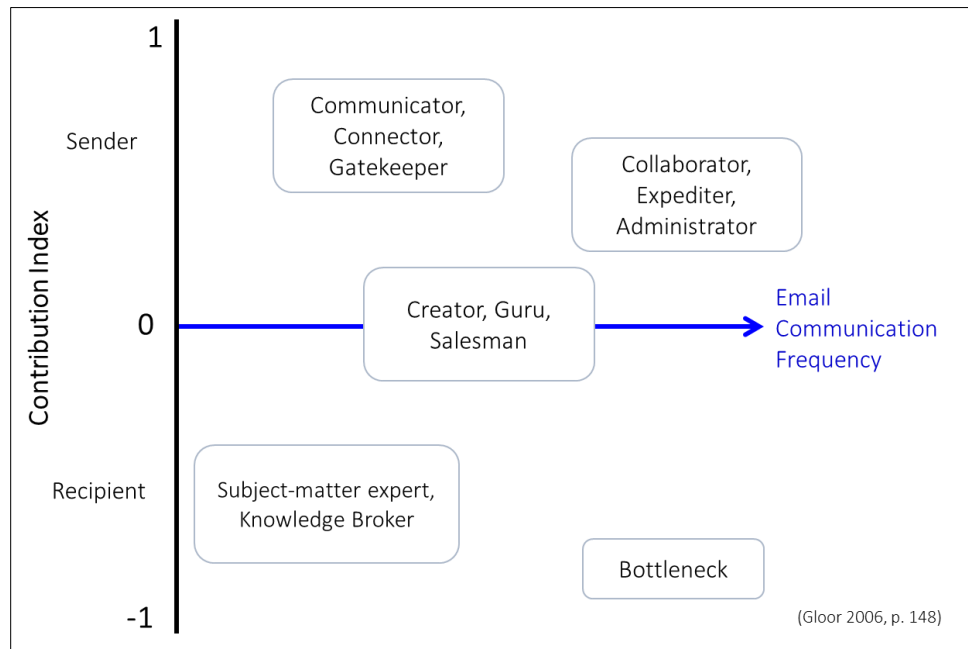 1
Communicator,
Connector,
Gatekeeper
Sender
Collaborator,
Expediter,
Administrator
Contribution Index
0
Creator, Guru,
Salesman
Email
Communication
Frequency
Recipient
Subject-matter expert,
Knowledge Broker
Bottleneck
-1
(Gloor 2006, p. 148)